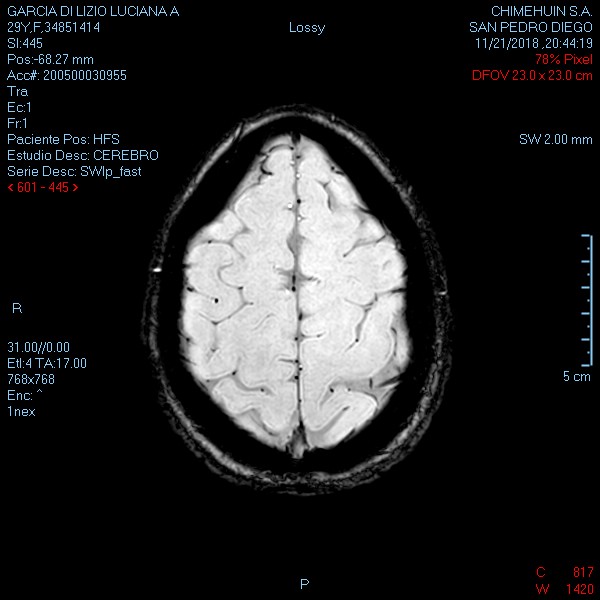 GARCIA DI LIZIO LUCIANA A
29Y,F,34851414
SI:445
Pos:-68.27 mm
Acc#: 200500030955
Tra
Ec:1
Fr:1
Paciente Pos: HFS
Estudio Desc: CEREBRO
Serie Desc: SWIp_fast
< 601 - 445 >
Lossy
CHIMEHUIN S.A.
SAN PEDRO DIEGO
11/21/2018 ,20:44:19
78% Pixel
DFOV 23.0 x 23.0 cm
SW 2.00 mm
R
31.00//0.00
Etl:4 TA:17.00
768x768
Enc: ^
1nex
5 cm
P
C 817
W 1420